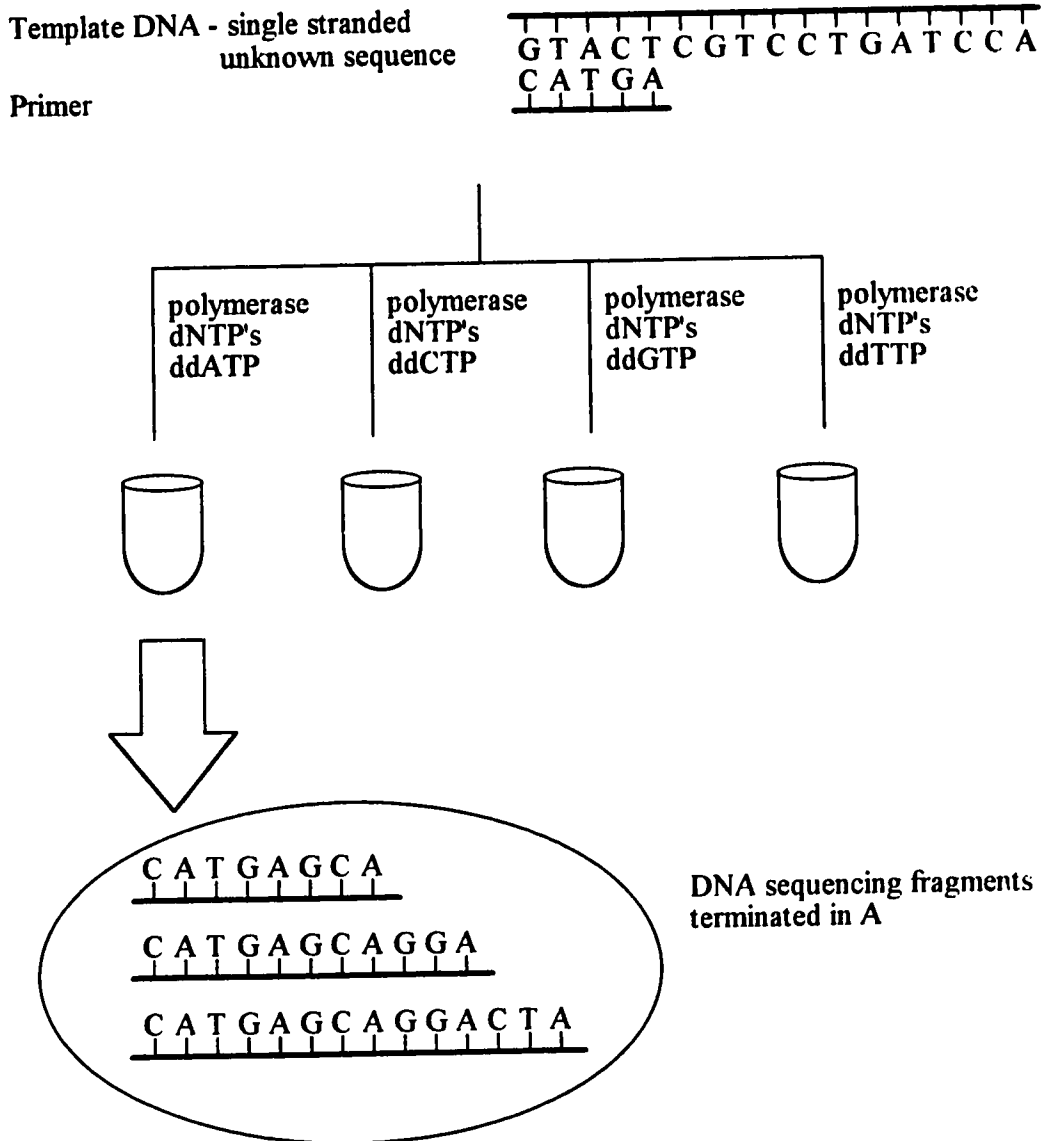 Template DNA - single stranded
unknown sequence
G T A C T C G T C C T G A T C C A
C A T G A
Primer
polymerase
dNTP's
ddATP
polymerase
dNTP's
ddCTP
polymerase
dNTP's
ddGTP
polymerase
dNTP's
ddTTP
C A T G A G C A
C A T G A G C A G G A
C A T G A G C A G G A C T A
DNA sequencing fragments
terminated in A